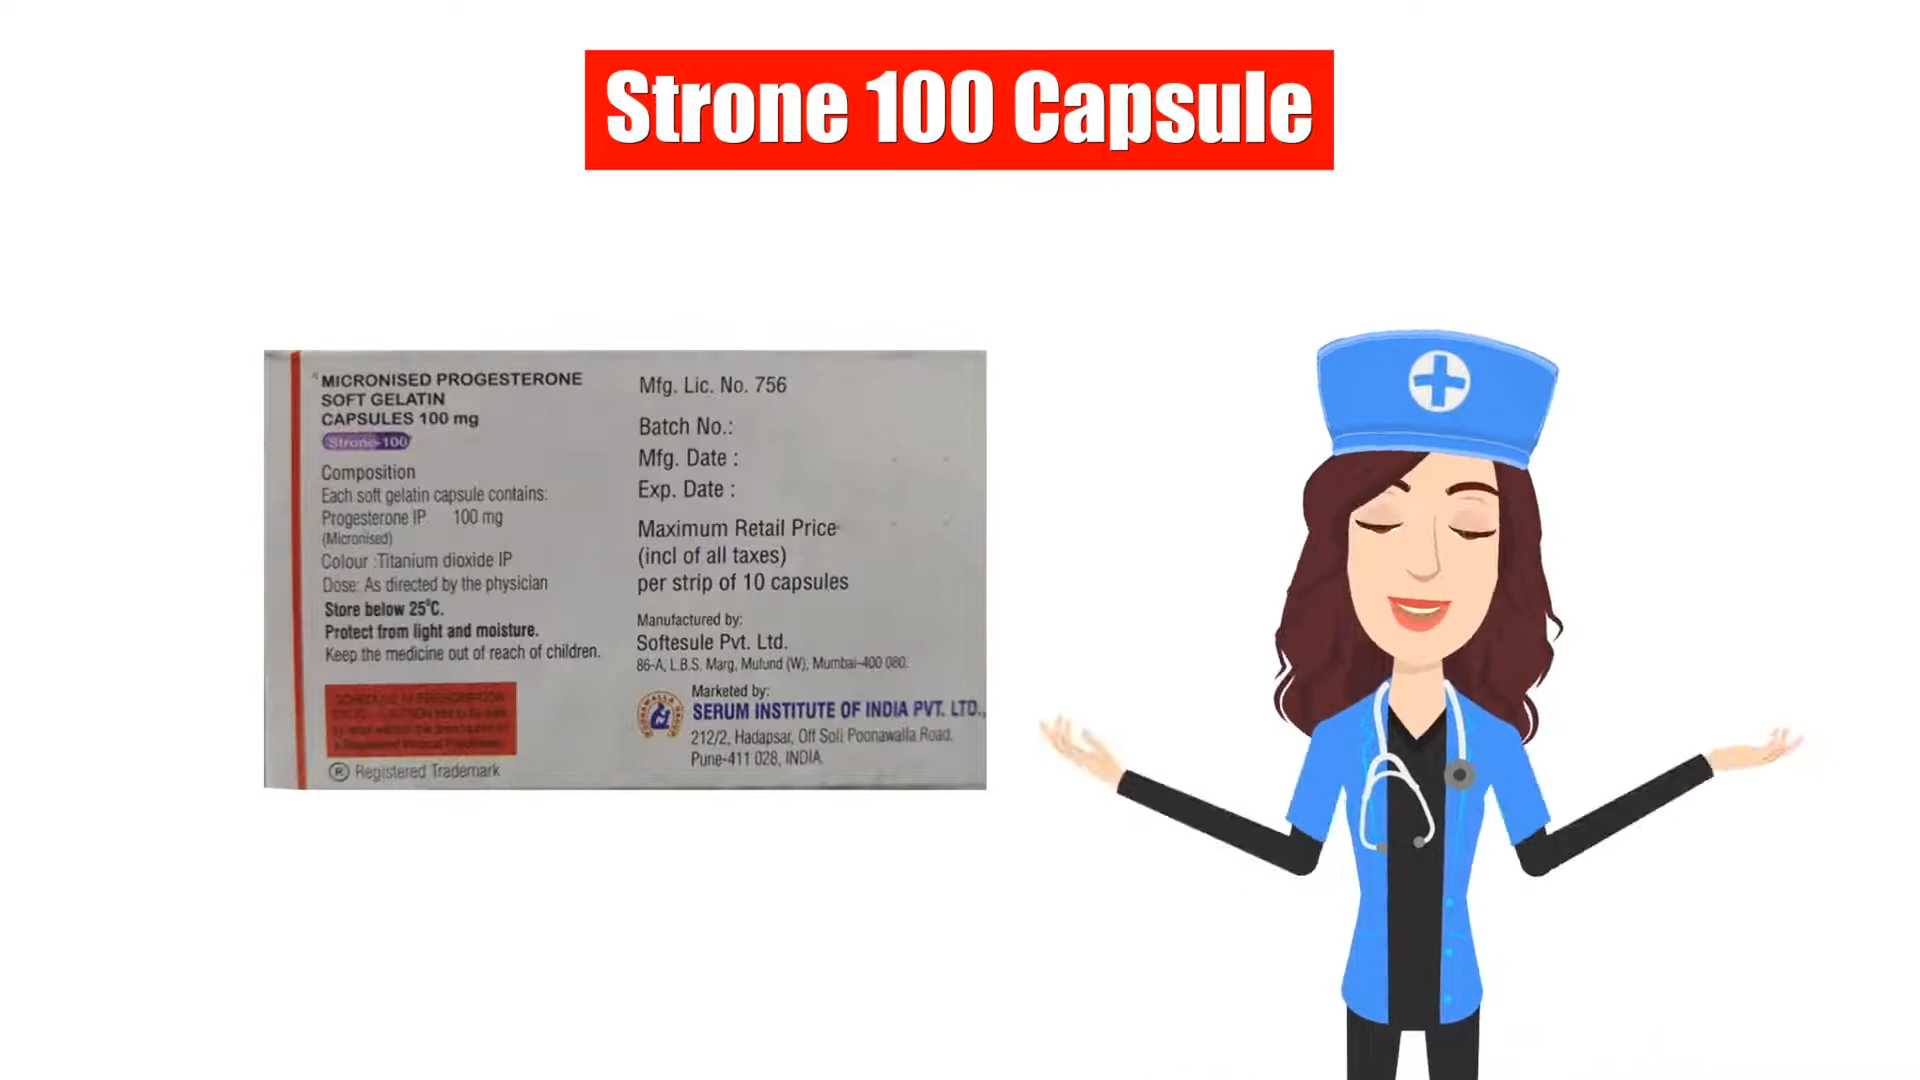 Strone 100 Capsule
MICRONISED PROGESTERONE
SOFT GELATIN
CAPSULES 100 mg
Strone-100
Composition
Each soft gelatin capsule contains:
Progesterone IP 100 mg
(Micronised)
Colour :Titanium dioxide IP
Dose: As directed by the physician
Store below 25°C.
Protect from light and moisture.
Keep the medicine out of reach of children.
® Registered Trademark
Mfg. Lic. No. 756
Batch No.:
Mfg. Date :
Exp. Date :
Maximum Retail Price
(incl of all taxes)
per strip of 10 capsules
Manufactured by:
Softesule Pvt. Ltd.
86-A, L.B.S. Marg, Mulund (W), Mumbai-400 080.
Marketed by:
SERUM INSTITUTE OF INDIA PVT. LTD.,
212/2, Hadapsar, Off Soli Poonawalla Road,
Pune-411 028, INDIA.